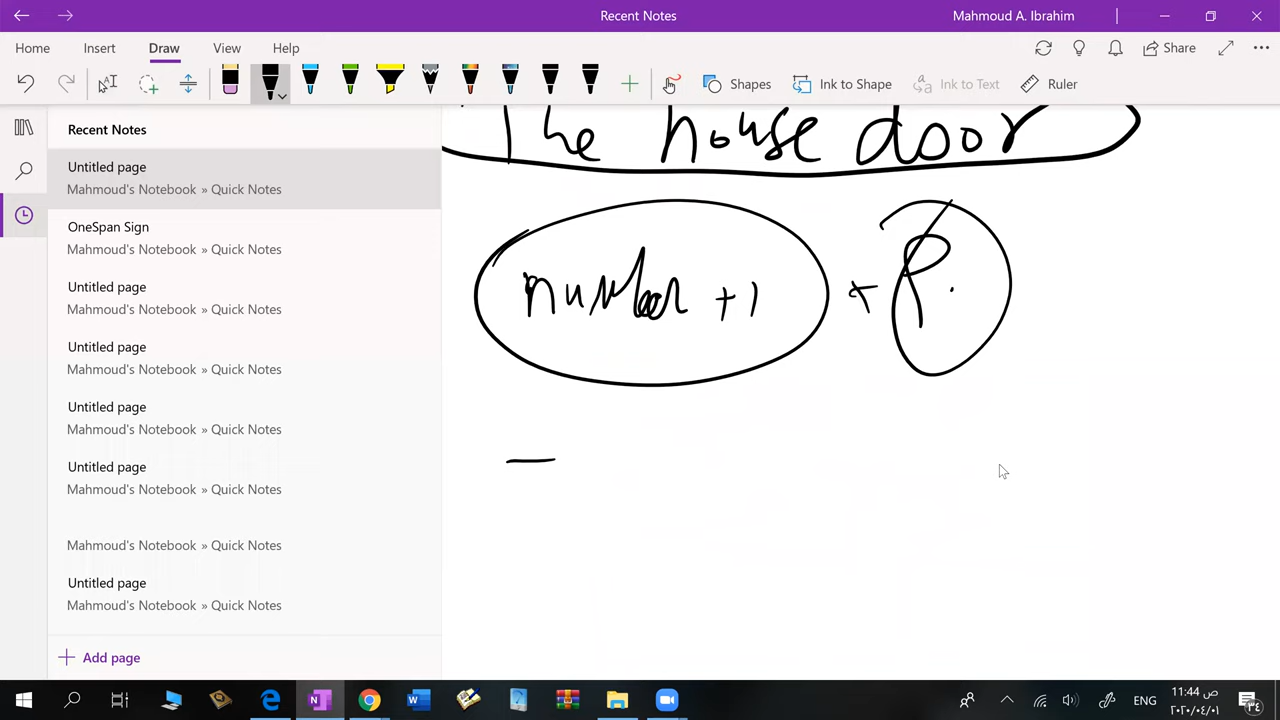 Recent Notes
Mahmoud A. Ibrahim
Home Insert Draw View Help
Share
Shapes Ink to Shape Ink to Text Ruler
Recent Notes
Untitled page
Mahmoud's Notebook » Quick Notes
OneSpan Sign
Mahmoud's Notebook » Quick Notes
Untitled page
Mahmoud's Notebook » Quick Notes
Untitled page
Mahmoud's Notebook » Quick Notes
Untitled page
Mahmoud's Notebook » Quick Notes
Untitled page
Mahmoud's Notebook » Quick Notes
Mahmoud's Notebook » Quick Notes
Untitled page
Mahmoud's Notebook » Quick Notes
Add page
The house door
number +1 + P.
ENG
11:44 ص
٢٠٢٠/٠٤/٠١
٣٤